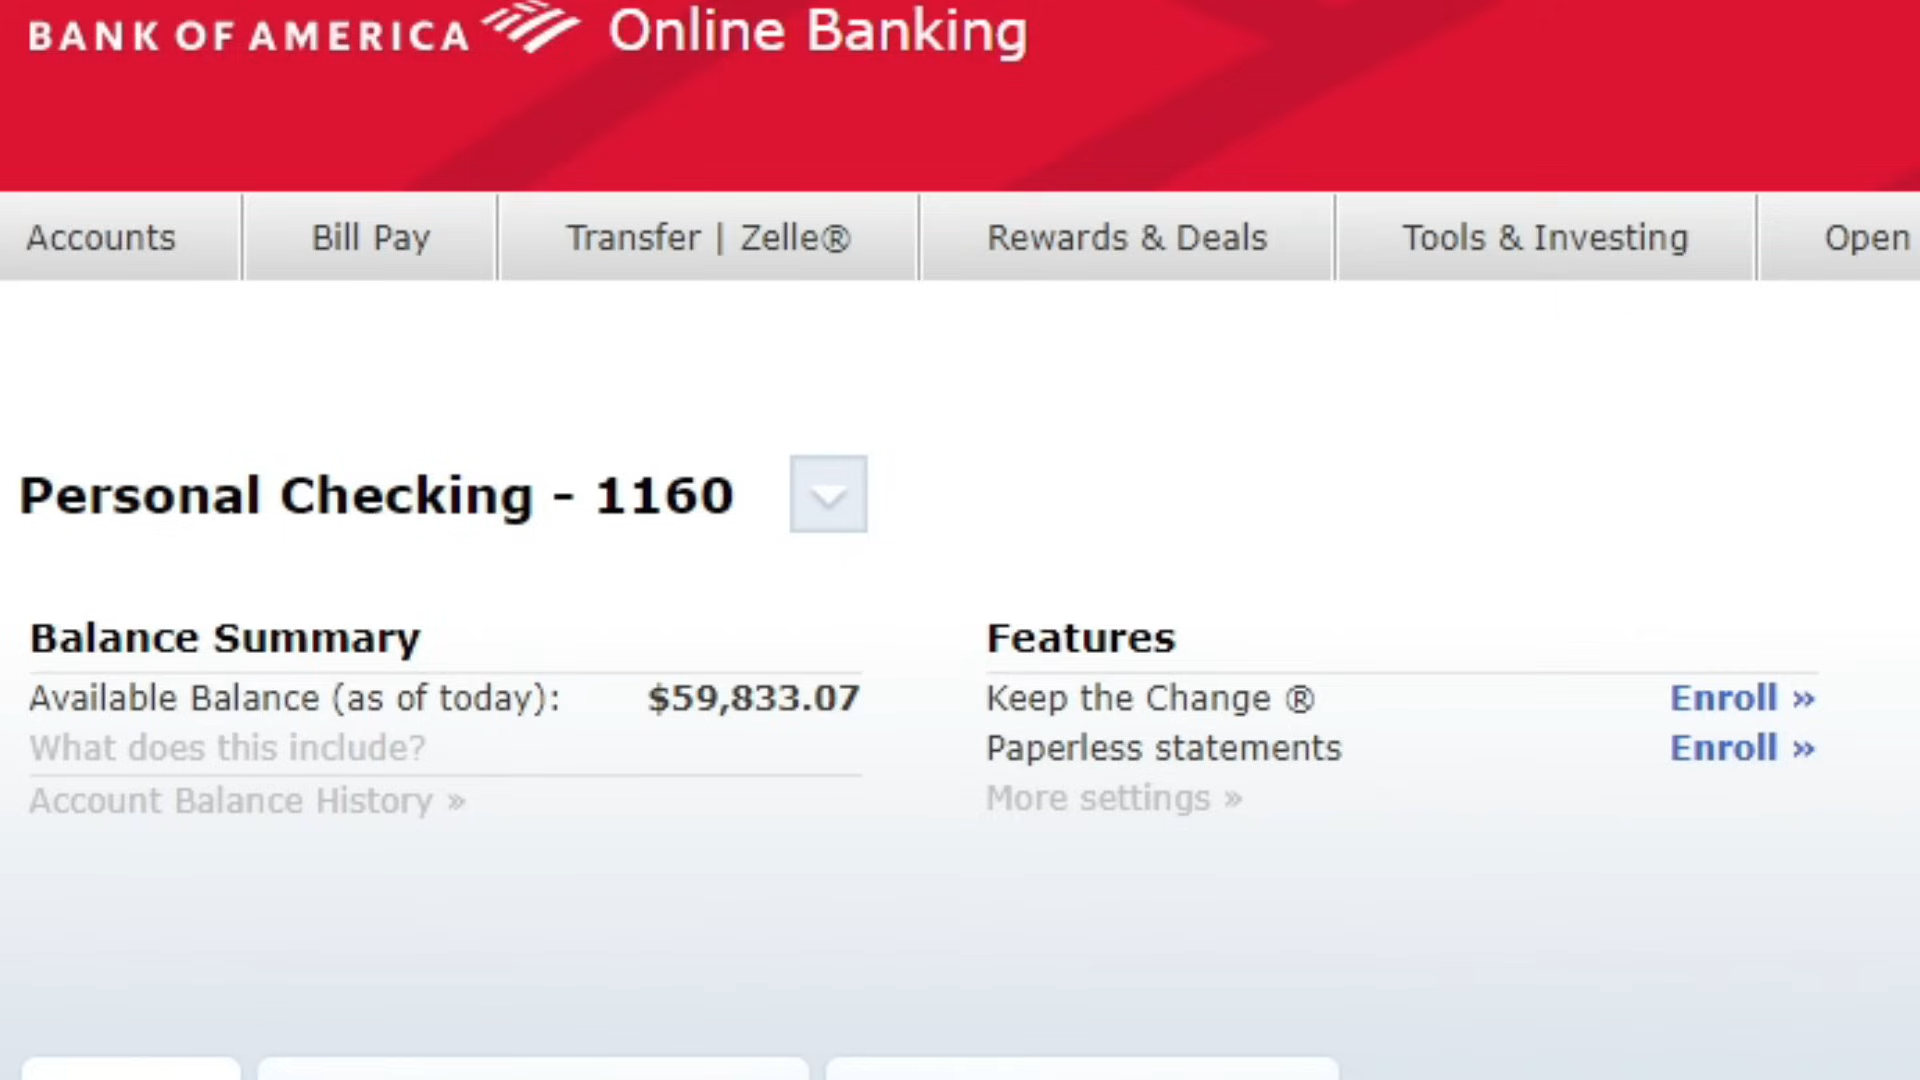 BANK OF AMERICA Online Banking
Accounts Bill Pay Transfer | Zelle® Rewards & Deals Tools & Investing Open
Personal Checking - 1160
Balance Summary
Available Balance (as of today): $59,833.07
What does this include?
Account Balance History »
Features
Keep the Change ® Enroll »
Paperless statements Enroll »
More settings »